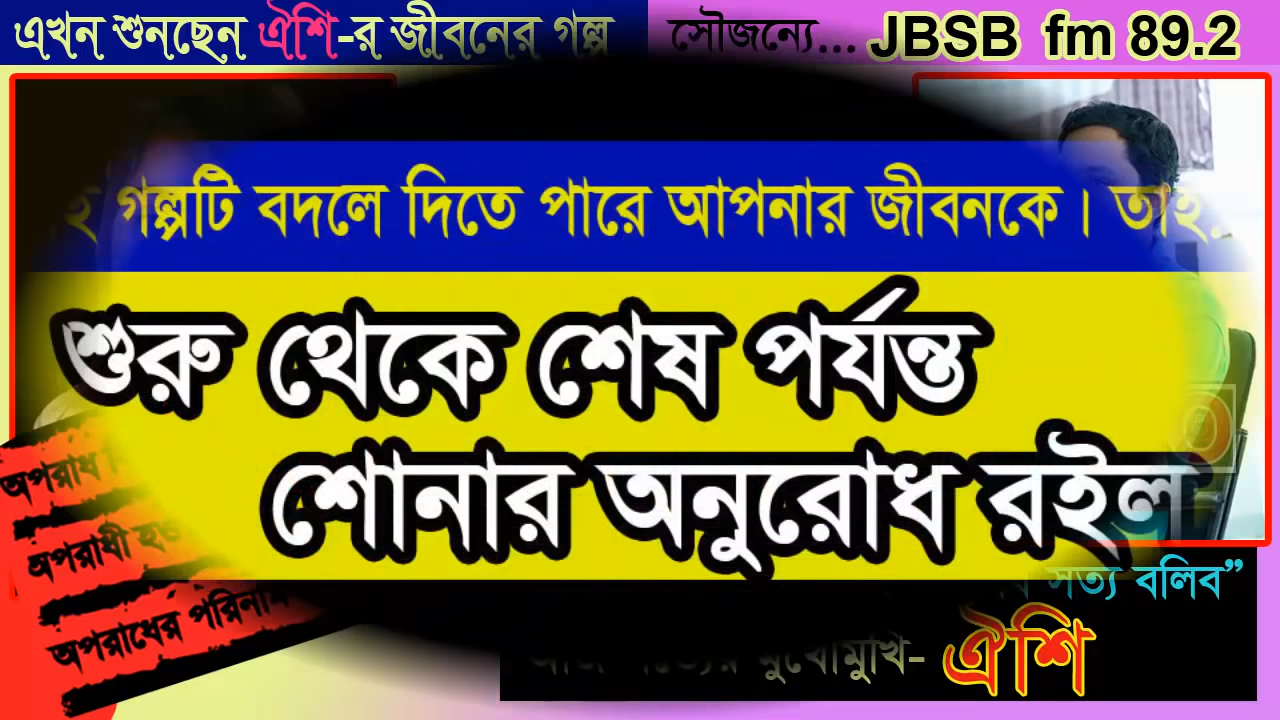 এখন শুনছেন ঐশি-র জীবনের গল্প
সৌজন্যে... JBSB fm 89.2
গল্পটি বদলে দিতে পারে আপনার জীবনকে। তাই
শুরু থেকে শেষ পর্যন্ত
শোনার অনুরোধ রইল
অপরাধ
অপরাধী
অপরাধের
সত্য বলিব”
মুখোমুখি- ঐশি